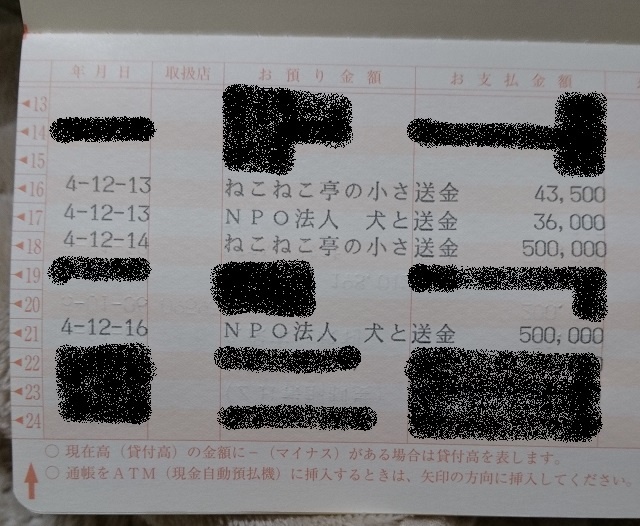 年月日 取扱店 お預り金額 お支払金額
◀13
◀14
◀15
◀16 4-12-13 ねこねこ亭の小さ送金 43,500
◀17 4-12-13 NPO法人 犬と送金 36,000
◀18 4-12-14 ねこねこ亭の小さ送金 500,000
◀19
◀20
◀21 4-12-16 NPO法人 犬と送金 500,000
◀22
◀23
◀24
○ 現在高(貸付高)の金額に−(マイナス)がある場合は貸付高を表します。
○ 通帳をATM(現金自動預払機)に挿入するときは、矢印の方向に挿入してください。